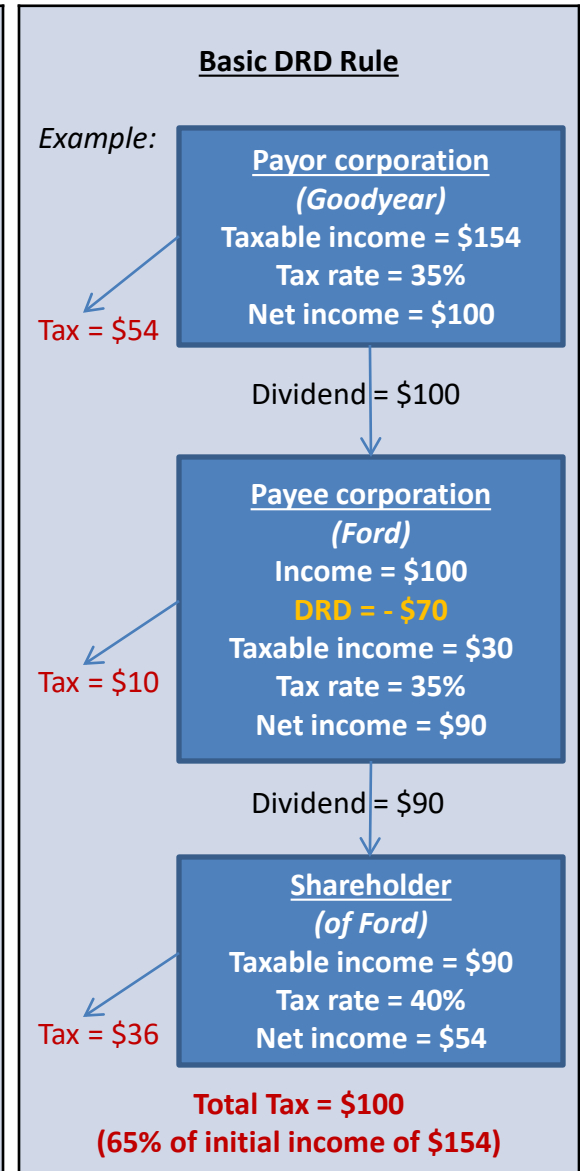 Basic DRD Rule
Example:
Payor corporation
(Goodyear)
Taxable income = $154
Tax rate = 35%
Net income = $100
Tax = $54
Dividend = $100
Payee corporation
(Ford)
Income = $100
DRD = - $70
Taxable income = $30
Tax rate = 35%
Net income = $90
Tax = $10
Dividend = $90
Shareholder
(of Ford)
Taxable income = $90
Tax rate = 40%
Net income = $54
Tax = $36
Total Tax = $100
(65% of initial income of $154)